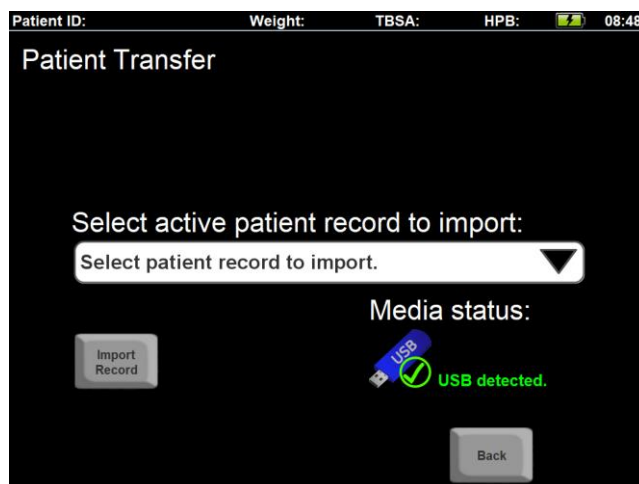 Patient ID: Weight: TBSA: HPB: 08:48
Patient Transfer
Select active patient record to import:
Select patient record to import.
Media status:
Import
Record
USB
USB detected.
Back